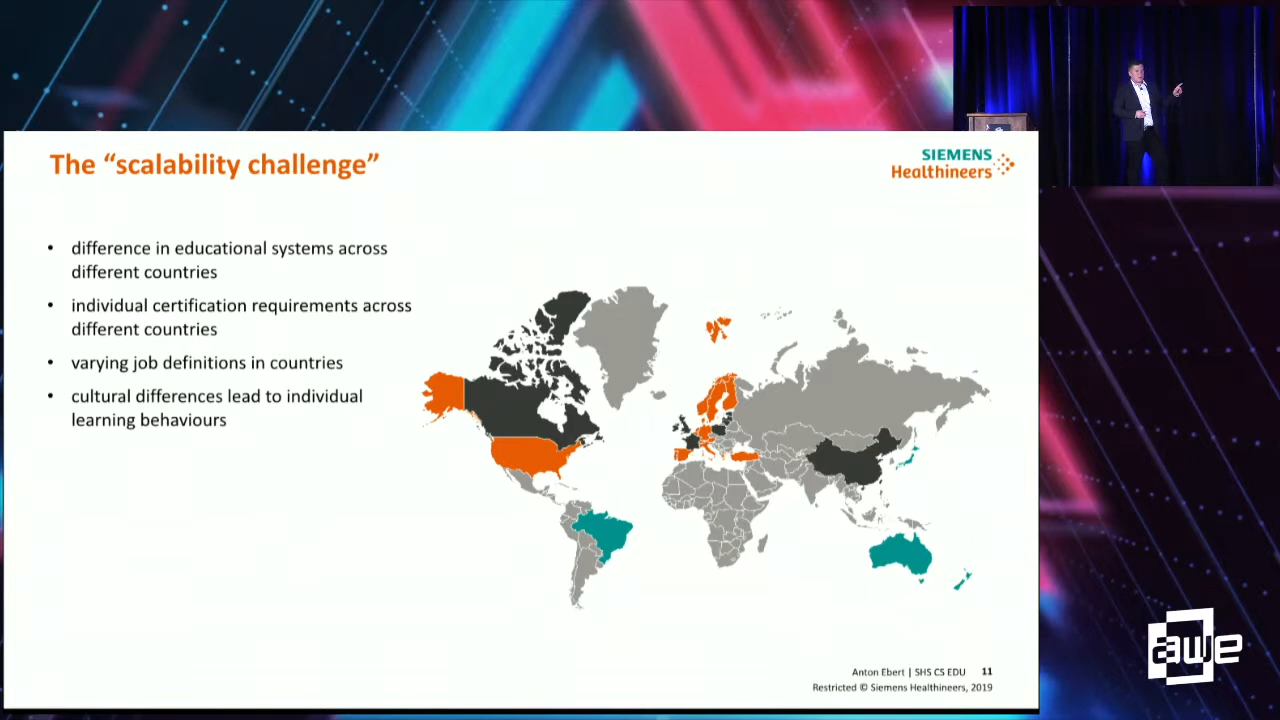 The “scalability challenge”
SIEMENS
Healthineers
• difference in educational systems across
different countries
• individual certification requirements across
different countries
• varying job definitions in countries
• cultural differences lead to individual
learning behaviours
Anton Ebert | SHS CS EDU 11
Restricted © Siemens Healthineers, 2019
awe